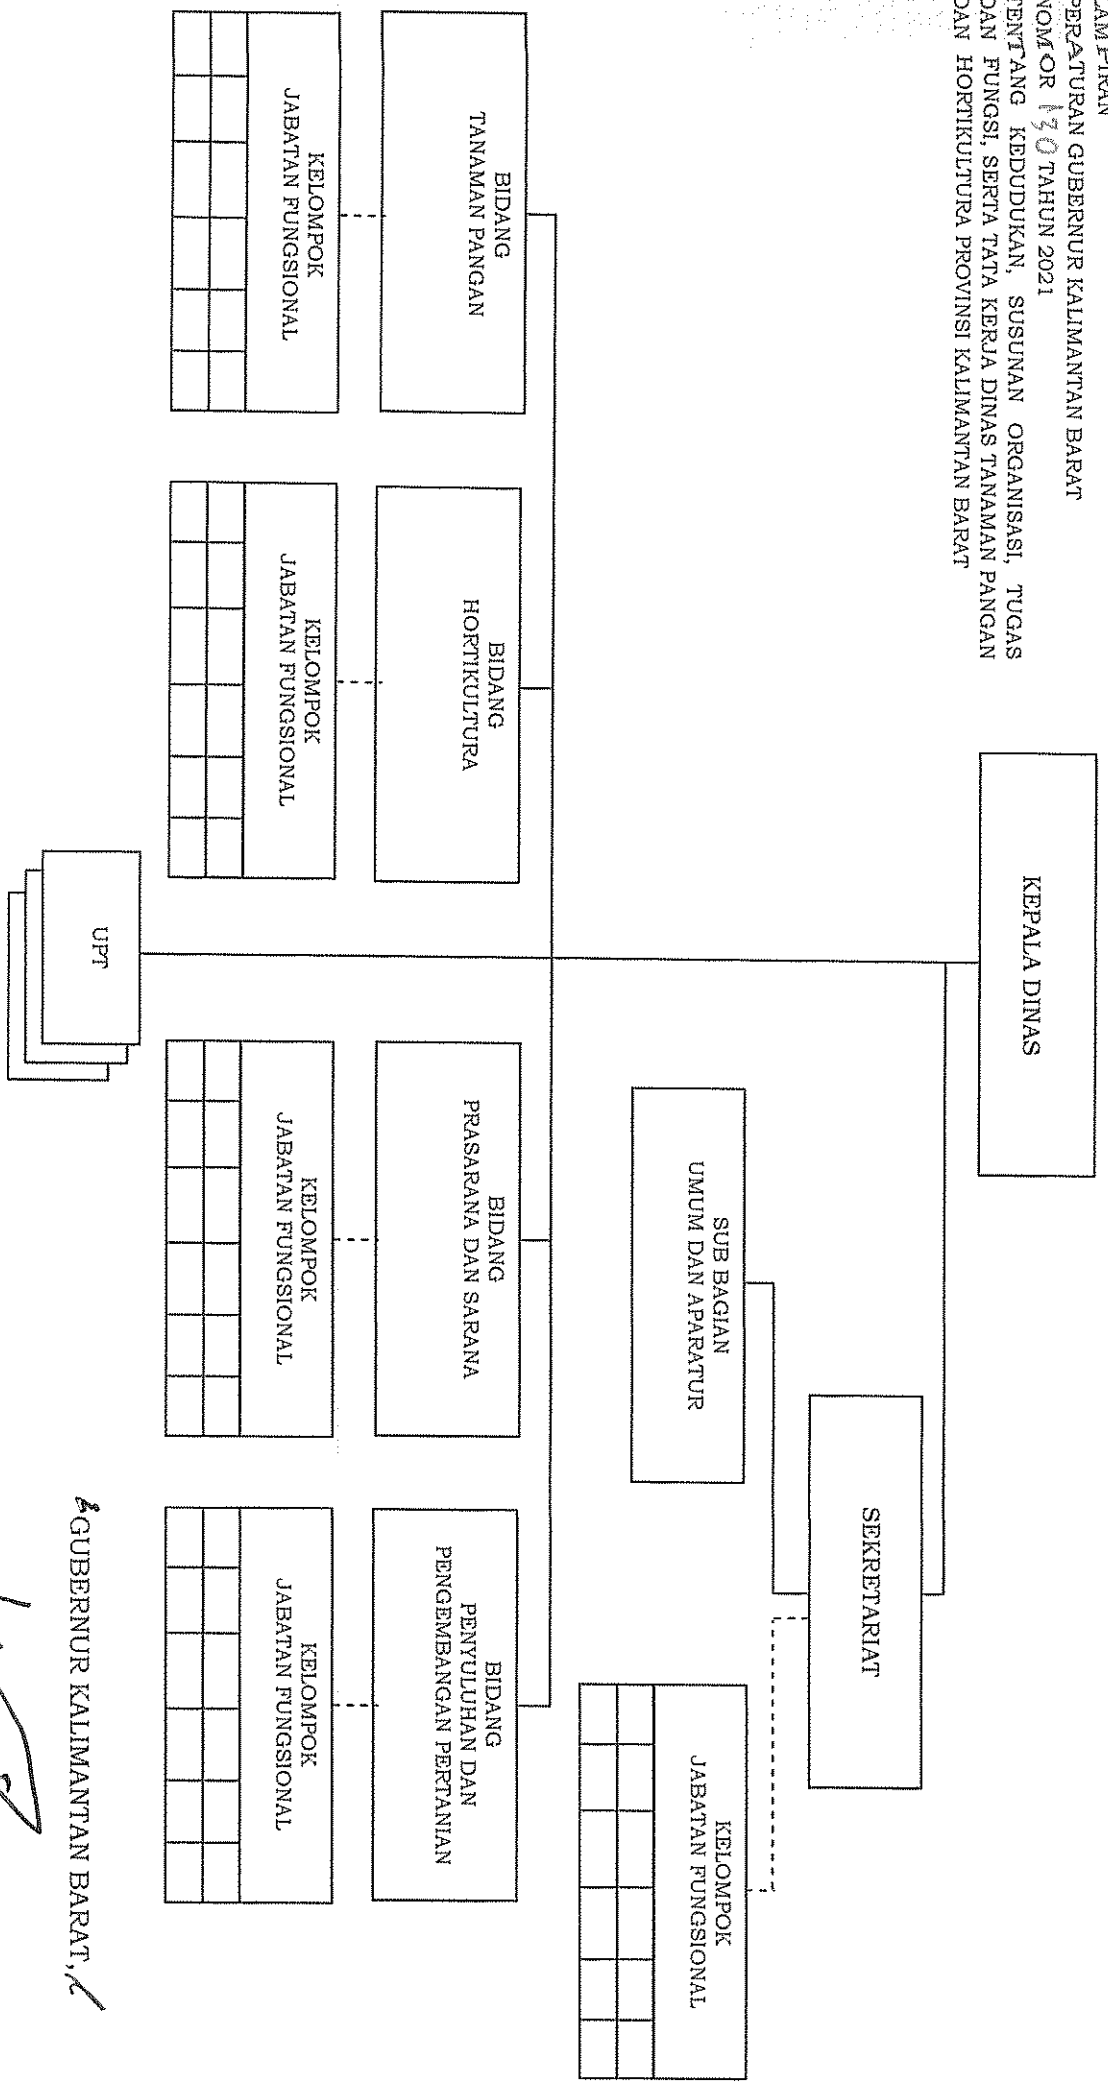 LAMPIRAN
PERATURAN GUBERNUR KALIMANTAN BARAT
NOMOR 130 TAHUN 2021
TENTANG KEDUDUKAN, SUSUNAN ORGANISASI, TUGAS
DAN FUNGSI, SERTA TATA KERJA DINAS TANAMAN PANGAN
DAN HORTIKULTURA PROVINSI KALIMANTAN BARAT
KEPALA DINAS
SEKRETARIAT
SUB BAGIAN
UMUM DAN APARATUR
KELOMPOK
JABATAN FUNGSIONAL
BIDANG
TANAMAN PANGAN
BIDANG
HORTIKULTURA
BIDANG
PRASARANA DAN SARANA
BIDANG
PENYULUHAN DAN
PENGEMBANGAN PERTANIAN
KELOMPOK
JABATAN FUNGSIONAL
KELOMPOK
JABATAN FUNGSIONAL
KELOMPOK
JABATAN FUNGSIONAL
KELOMPOK
JABATAN FUNGSIONAL
UPT
GUBERNUR KALIMANTAN BARAT,